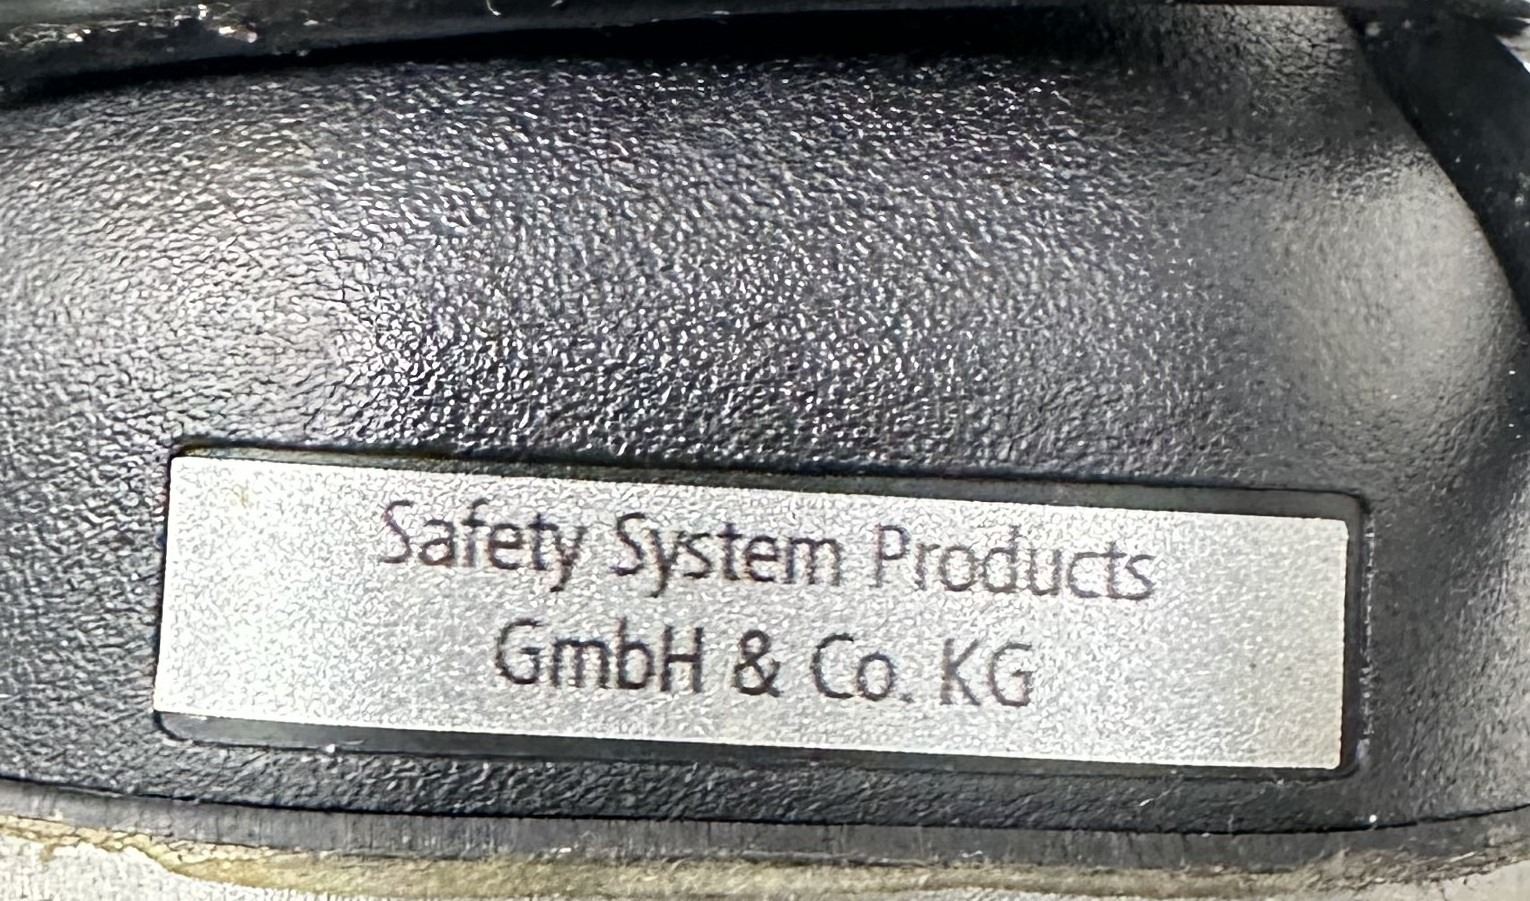 Safety System Products
GmbH & Co. KG